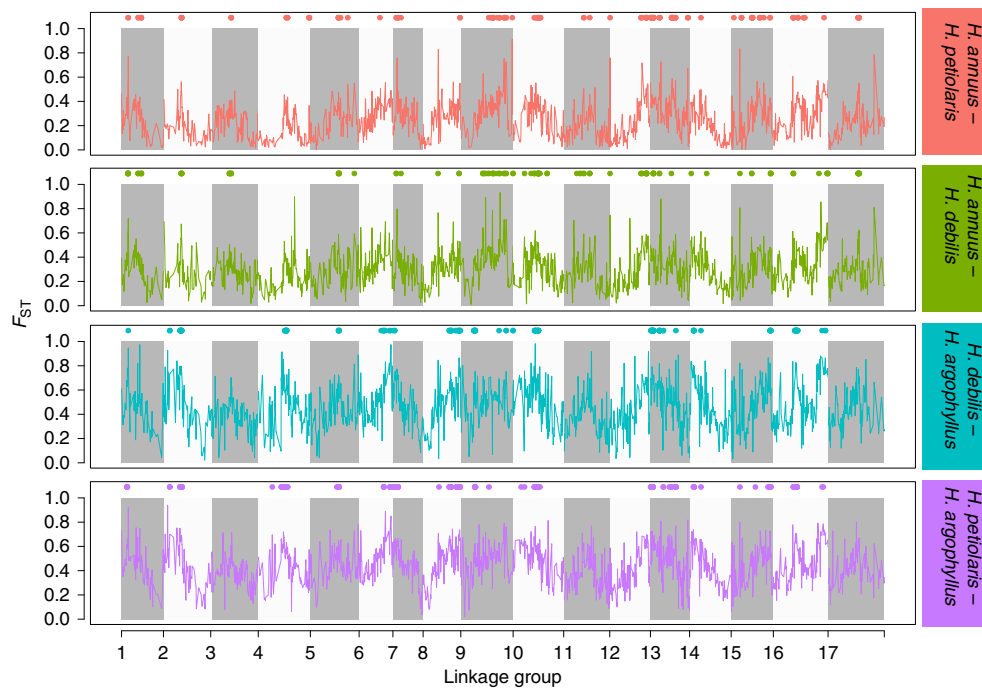 1.0
0.8
0.6
0.4
0.2
0.0
H. annuus –
H. petiolaris
1.0
0.8
0.6
0.4
0.2
0.0
H. annuus –
H. debilis
FST
1.0
0.8
0.6
0.4
0.2
0.0
H. debilis –
H. argophyllus
1.0
0.8
0.6
0.4
0.2
0.0
H. petiolaris –
H. argophyllus
1 2 3 4 5 6 7 8 9 10 11 12 13 14 15 16 17
Linkage group